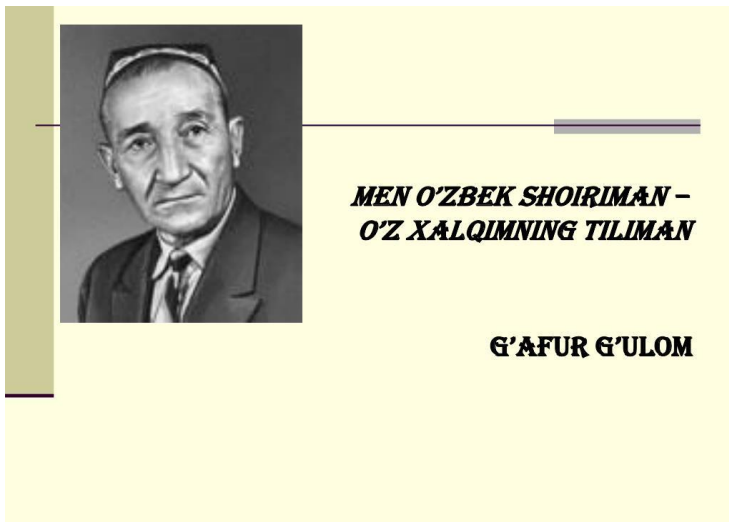 MEN O'ZBEK SHOIRIMAN –
O'Z XALQIMNING TILIMAN
G'AFUR G'ULOM